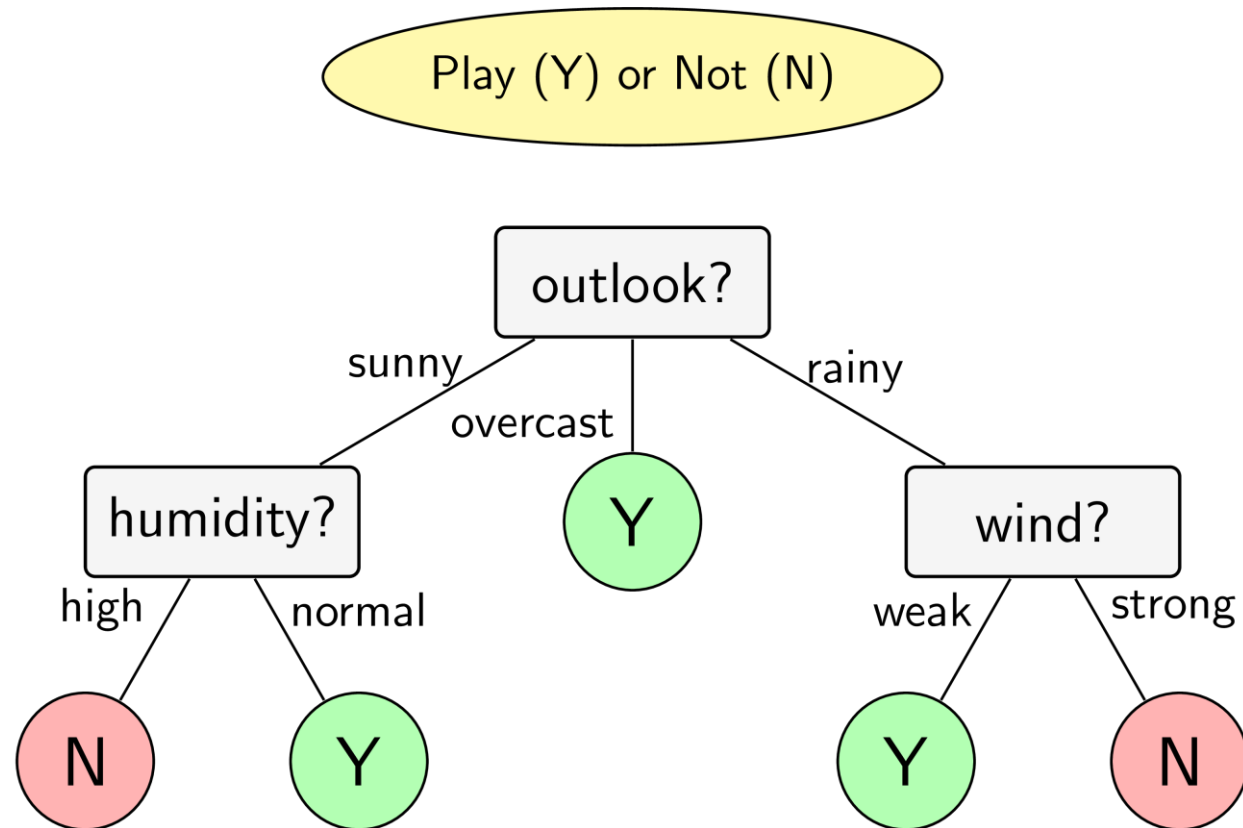 Play (Y) or Not (N)
outlook?
sunny
overcast
rainy
humidity?
Y
wind?
high
normal
weak
strong
N
Y
Y
N